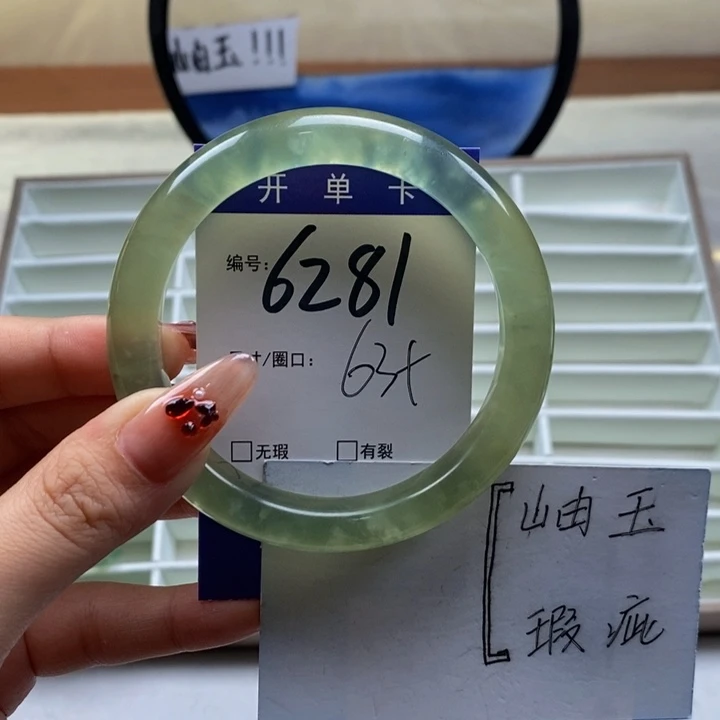 岫玉!!!
开单卡
编号: 6281
寸/圈口: 63+
无瑕 有裂
岫玉
瑕疵